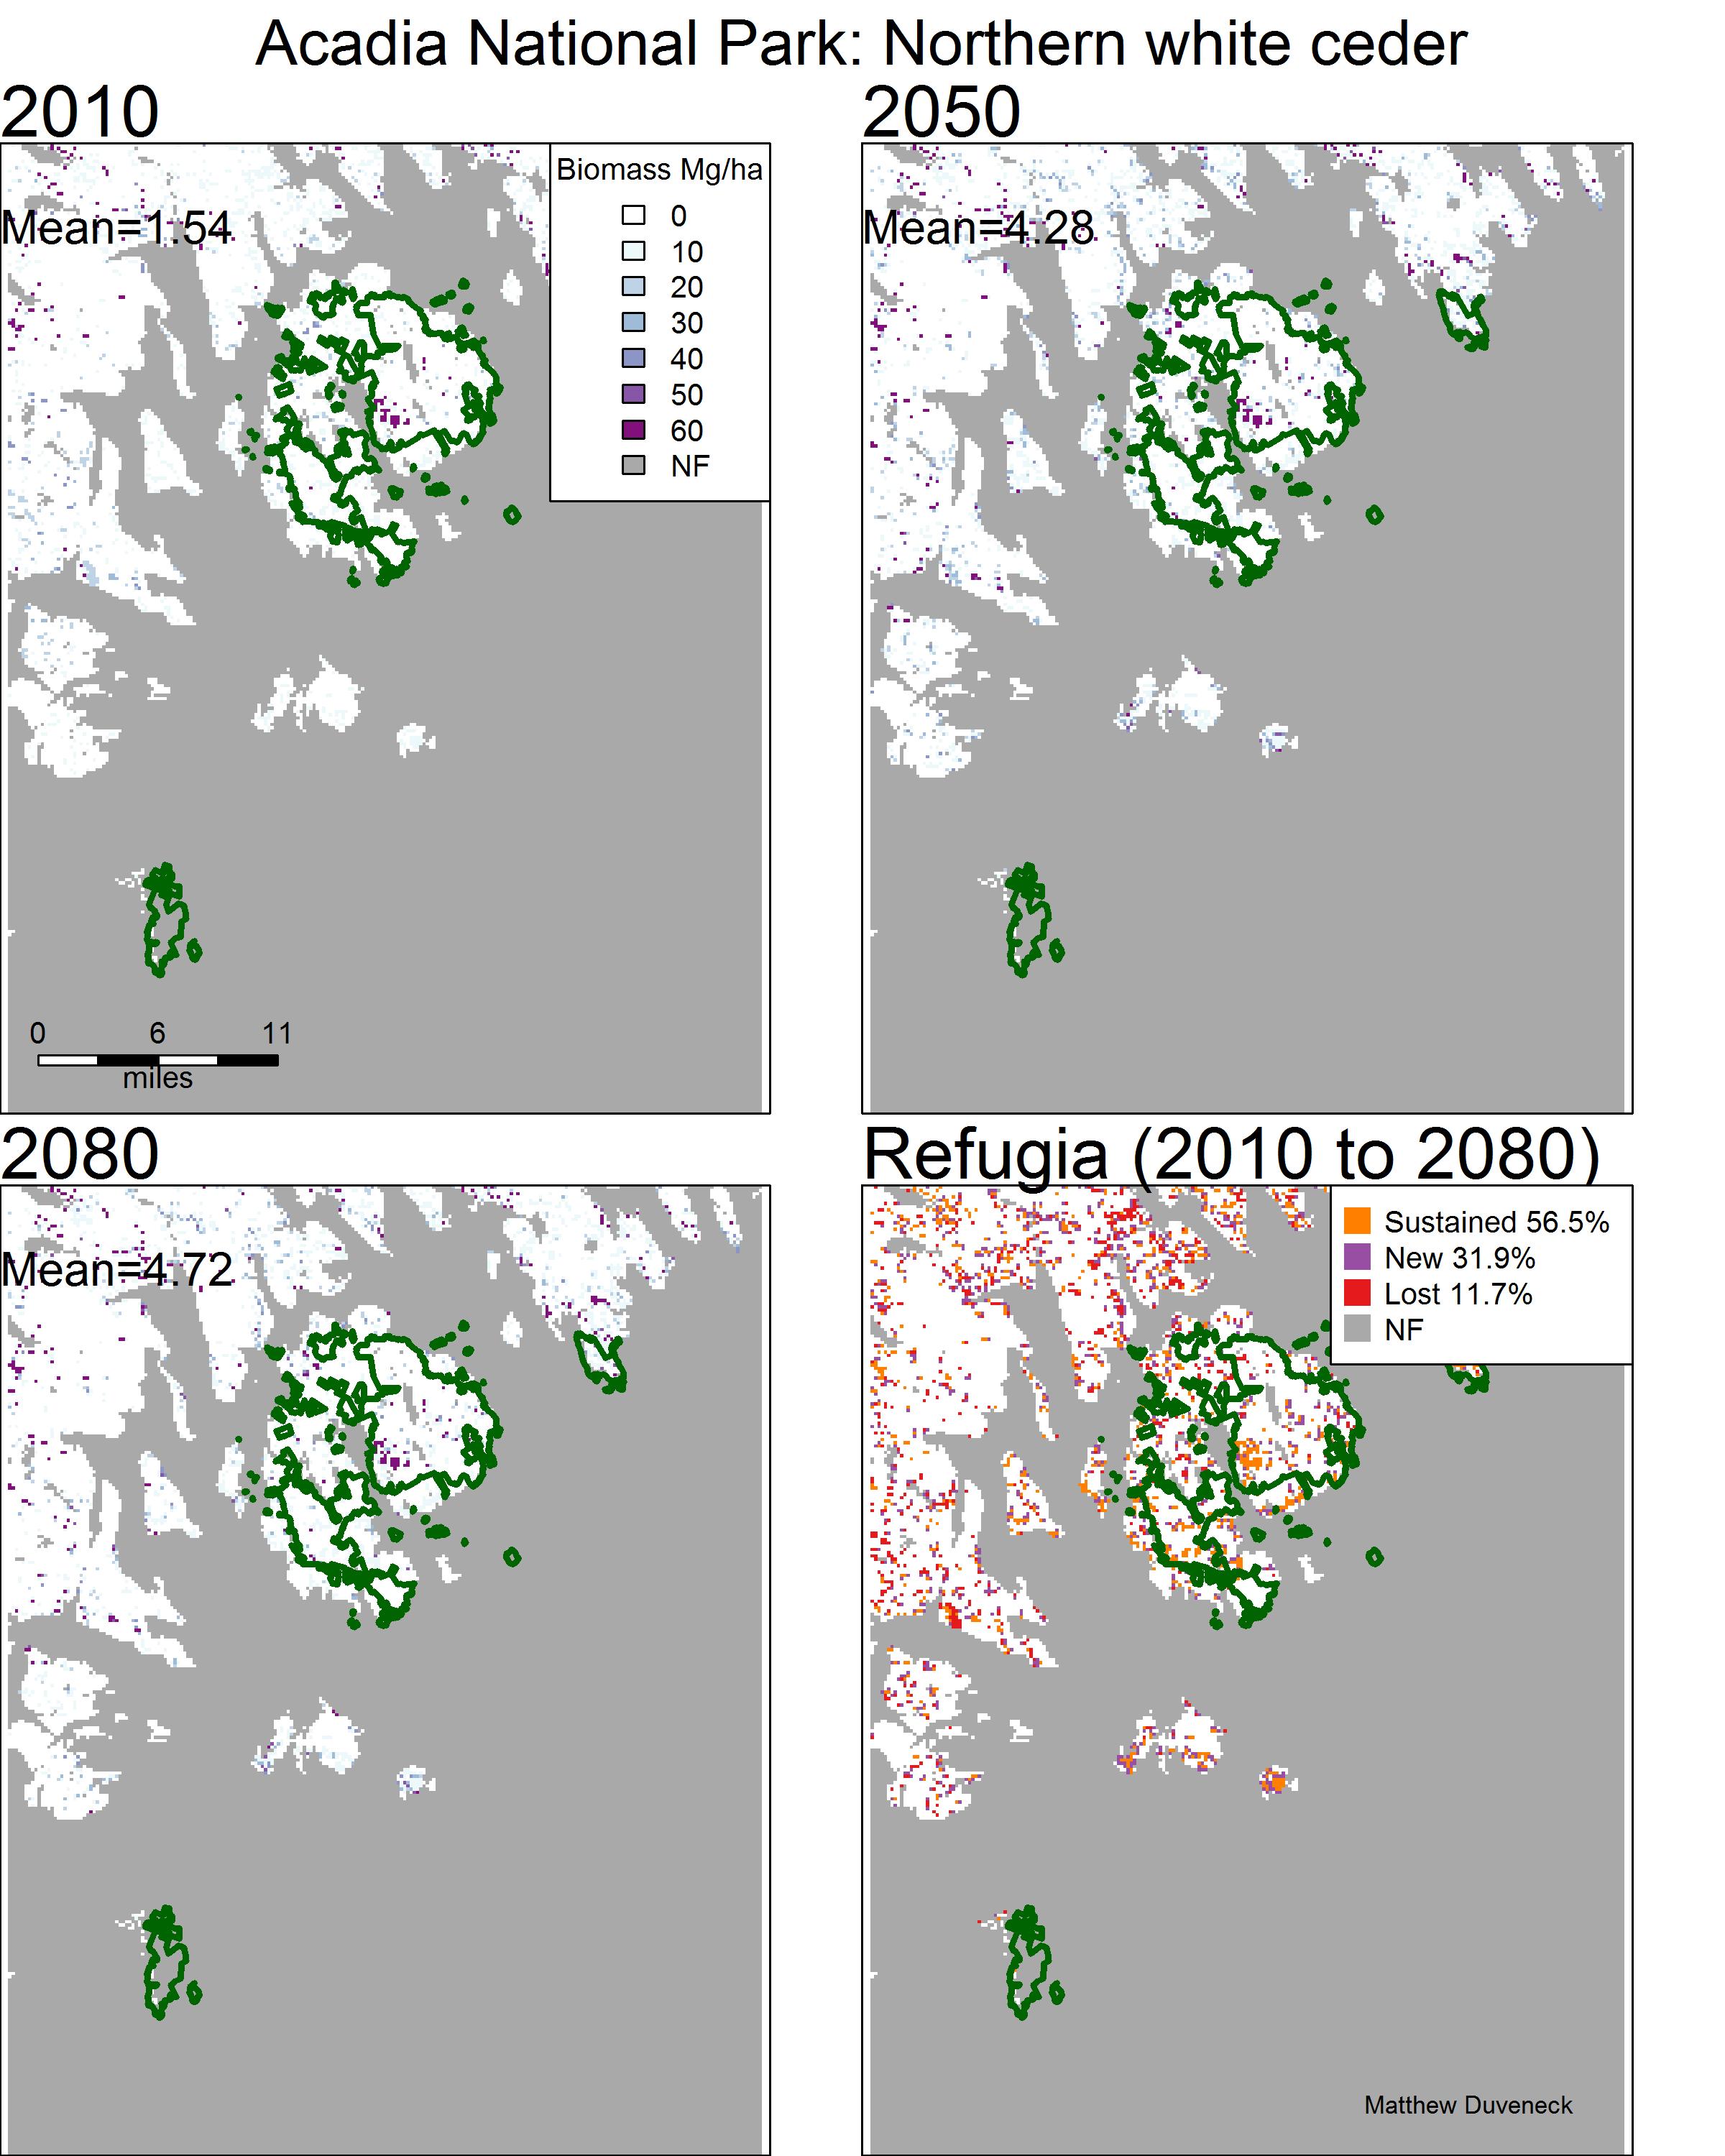 Acadia National Park: Northern white ceder
2010
2050
Biomass Mg/ha
0
10
20
30
40
50
60
NF
Mean=1.54
Mean=4.28
0 6 11
miles
2080
Refugia (2010 to 2080)
Mean=4.72
Sustained 56.5%
New 31.9%
Lost 11.7%
NF
Matthew Duveneck